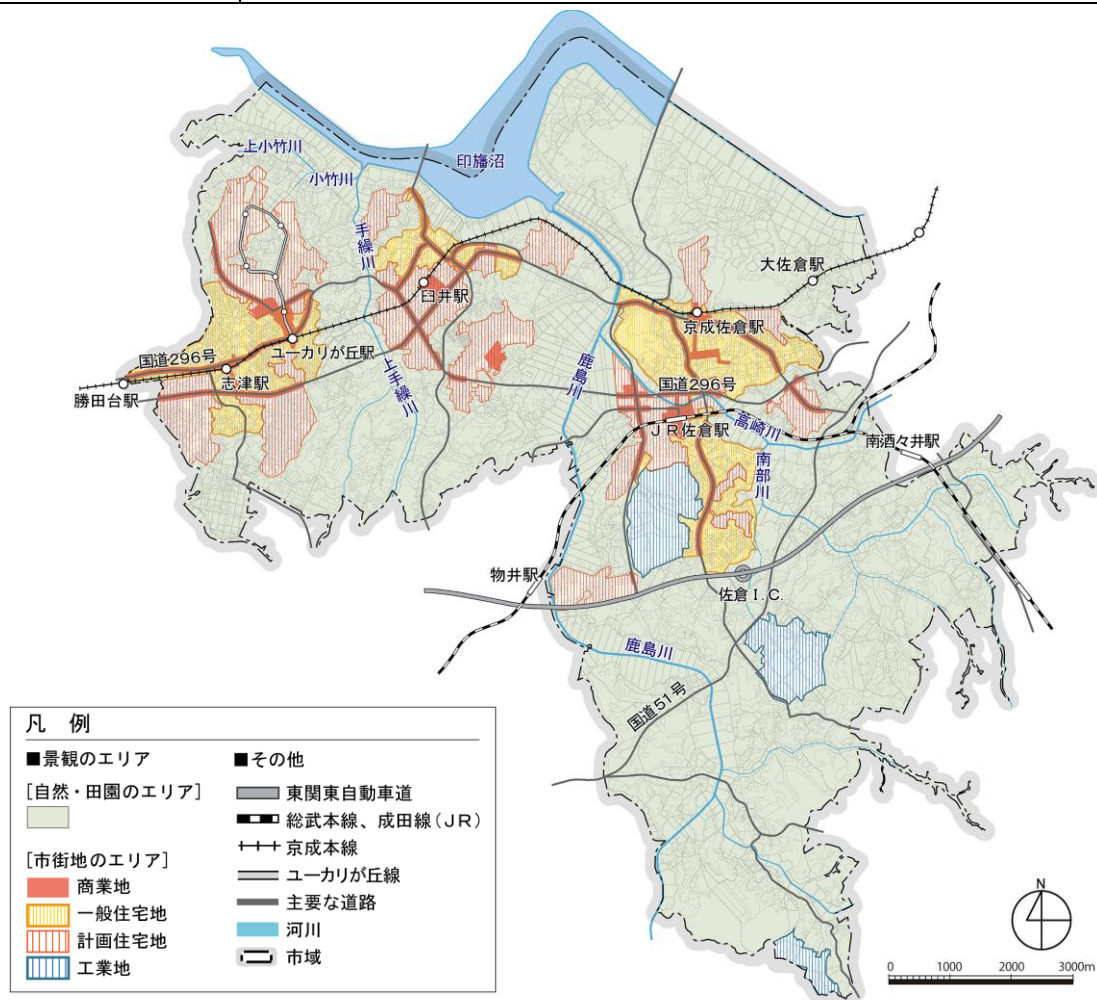 印旛沼
上小竹川
小竹川
手繰川
大佐倉駅
臼井駅
京成佐倉駅
ユーカリが丘駅
国道296号
志津駅
勝田台駅
上手繰川
鹿島川
国道296号
JR佐倉駅
高崎川
南酒々井駅
南部川
物井駅
佐倉I.C.
鹿島川
国道51号
凡 例
■景観のエリア
[自然・田園のエリア]
[市街地のエリア]
商業地
一般住宅地
計画住宅地
工業地
■その他
東関東自動車道
総武本線、成田線(JR)
京成本線
ユーカリが丘線
主要な道路
河川
市域
N
0 1000 2000 3000m